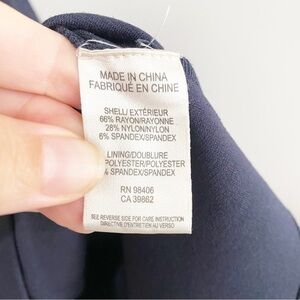 MADE IN CHINA
FABRIQUÉ EN CHINE
SHELL/ EXTÉRIEUR
66% RAYON/RAYONNE
28% NYLON/NYLON
6% SPANDEX/SPANDEX
LINING/DOUBLURE
POLYESTER/POLYESTER
% SPANDEX/SPANDEX
RN 98406
CA 39862
SEE REVERSE SIDE FOR CARE INSTRUCTION
DIRECTIVE D'ENTRETIEN AU VERSO